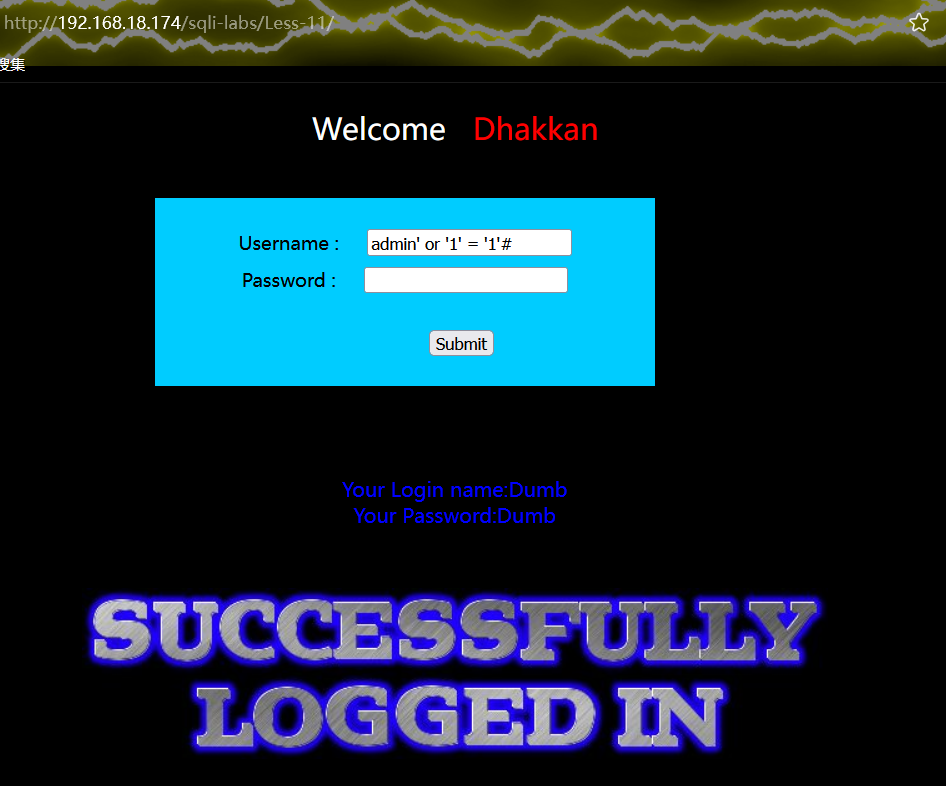 http://192.168.18.174/sqli-labs/Less-11/
搜集
Welcome Dhakkan
Username : admin' or '1' = '1'#
Password :
Submit
Your Login name:Dumb
Your Password:Dumb
SUCCESSFULLY
LOGGED IN